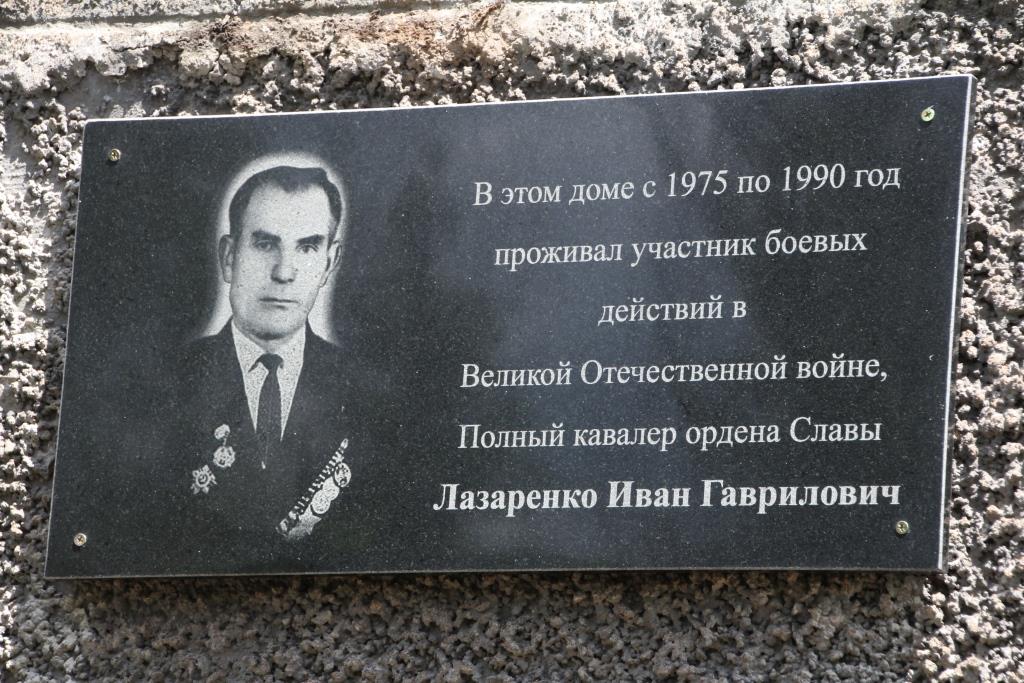 В этом доме с 1975 по 1990 год
проживал участник боевых
действий в
Великой Отечественной войне,
Полный кавалер ордена Славы
Лазаренко Иван Гаврилович